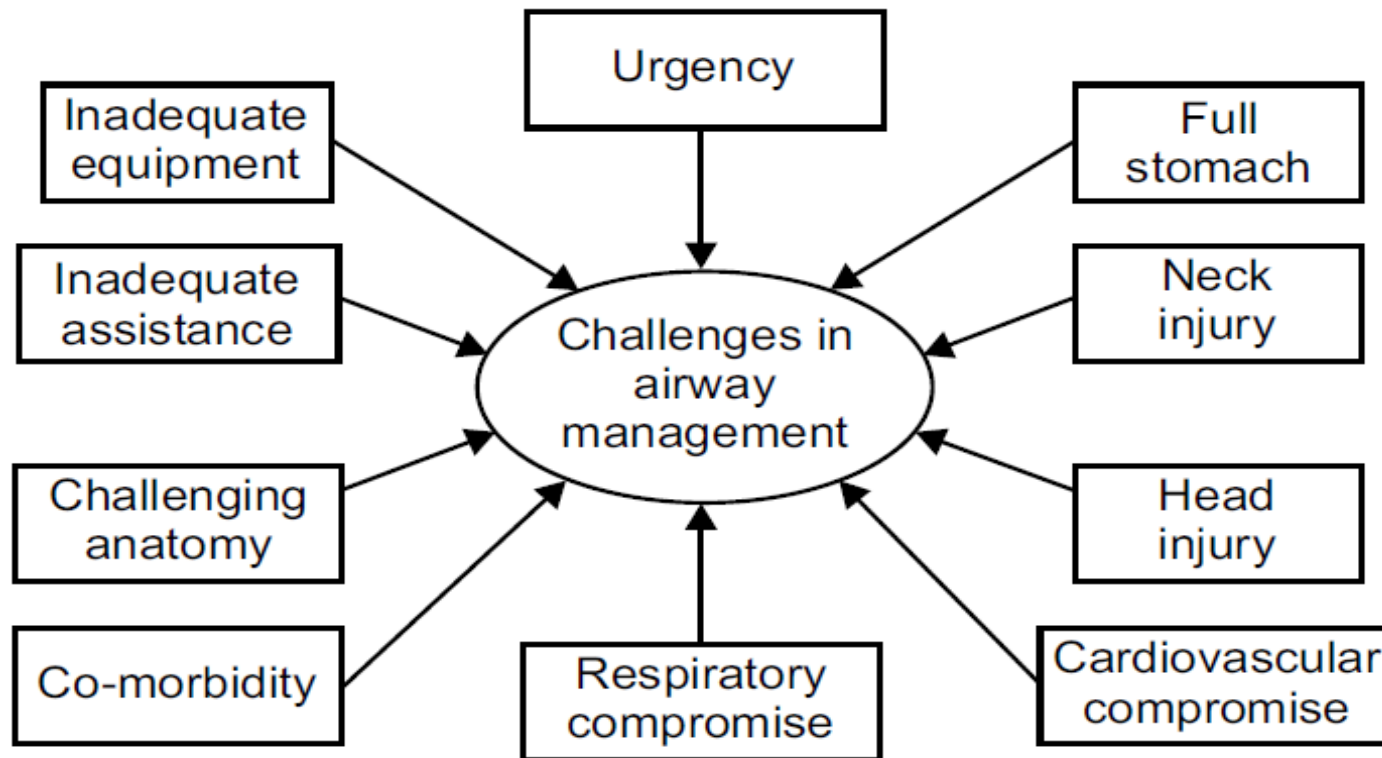 Urgency
Inadequate
equipment
Full
stomach
Inadequate
assistance
Neck
injury
Challenges in
airway
management
Challenging
anatomy
Head
injury
Co-morbidity
Respiratory
compromise
Cardiovascular
compromise